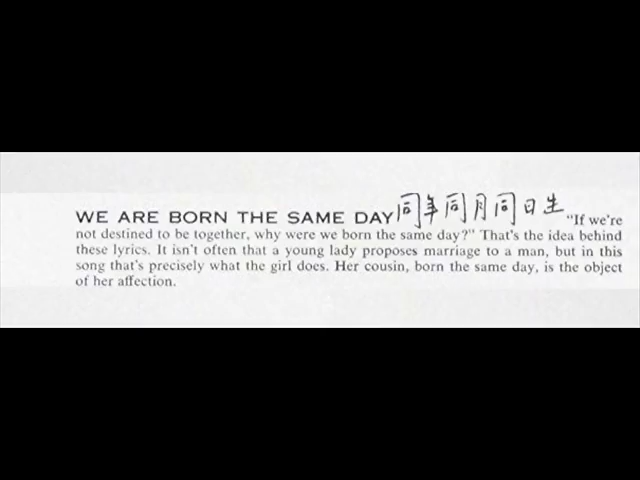 WE ARE BORN THE SAME DAY 同年同月同日生 "If we're
not destined to be together, why were we born the same day?" That's the idea behind
these lyrics. It isn't often that a young lady proposes marriage to a man, but in this
song that's precisely what the girl does. Her cousin, born the same day, is the object
of her affection.